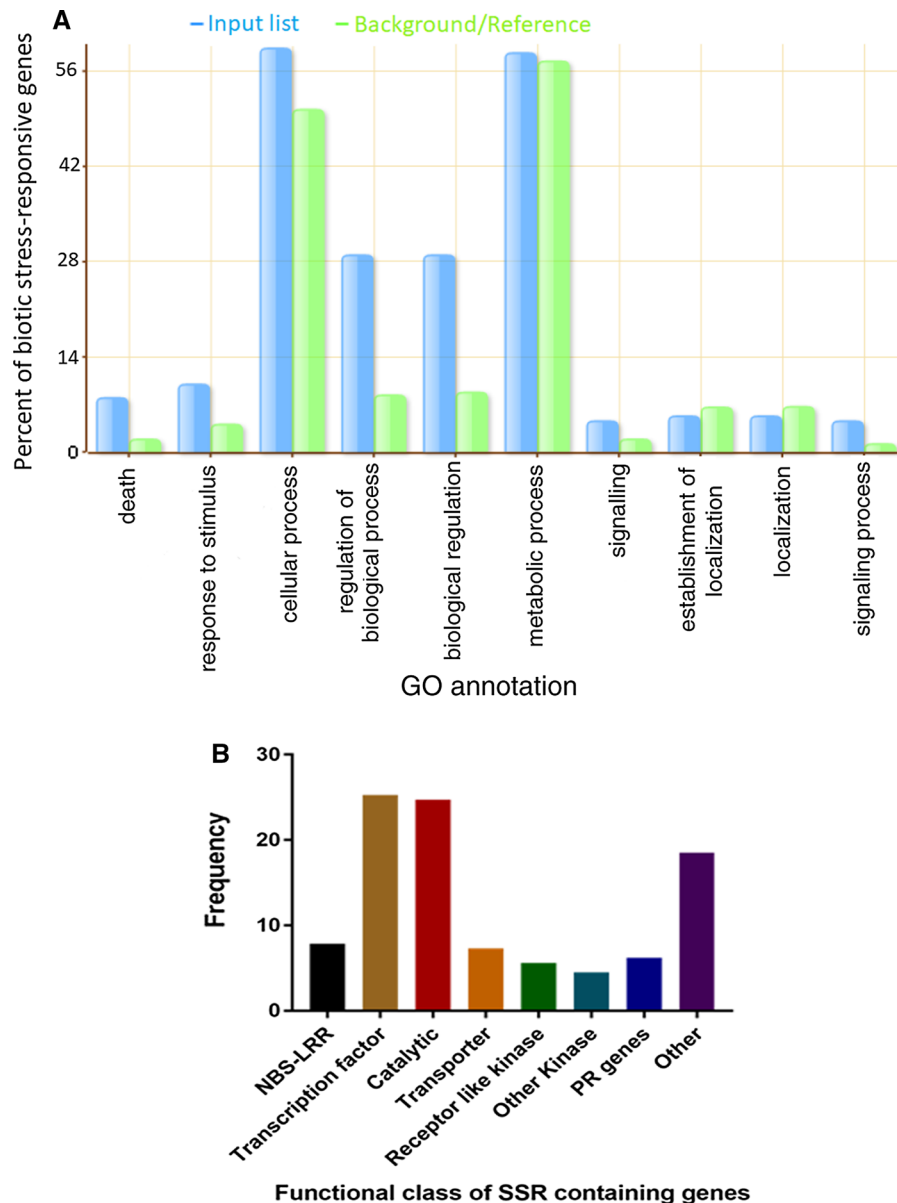 A
Input list
Background/Reference
Percent of biotic stress-responsive genes
56
42
28
14
0
death
response to stimulus
cellular process
regulation of
biological process
biological regulation
metabolic process
signalling
establishment of
localization
localization
signaling process
GO annotation
B
Frequency
30
20
10
0
NBS-LRR
Transcription factor
Catalytic
Transporter
Receptor like kinase
Other Kinase
PR genes
Other
Functional class of SSR containing genes